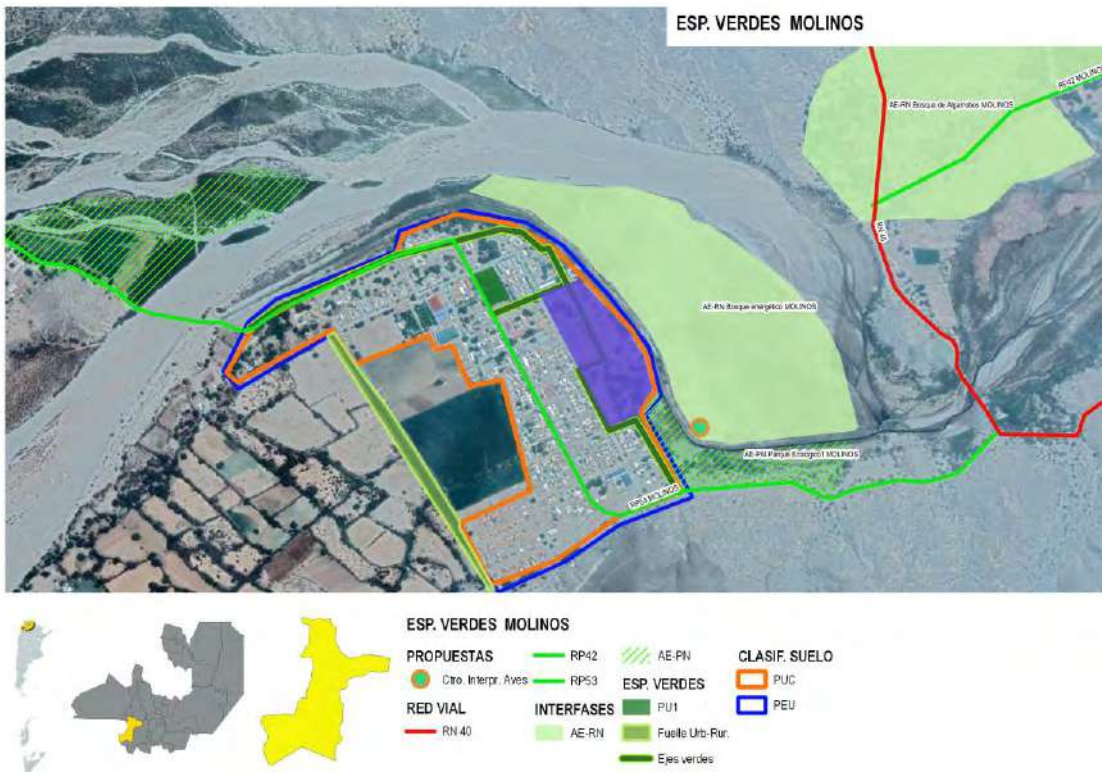 ESP. VERDES MOLINOS
RP42 MOLINOS
AE-RN Bosque de Algarrobos MOLINOS
RN 40
AE-RN Bosque energético MOLINOS
AE-PN Parque Ecológico1 MOLINOS
RP53 MOLINOS
ESP. VERDES MOLINOS
PROPUESTAS
Ctro. Interpr. Aves
RED VIAL
RN 40
RP42
RP53
INTERFASES
AE-RN
AE-PN
ESP. VERDES
PU1
Fuelle Urb-Rur.
Ejes verdes
CLASIF. SUELO
PUC
PEU